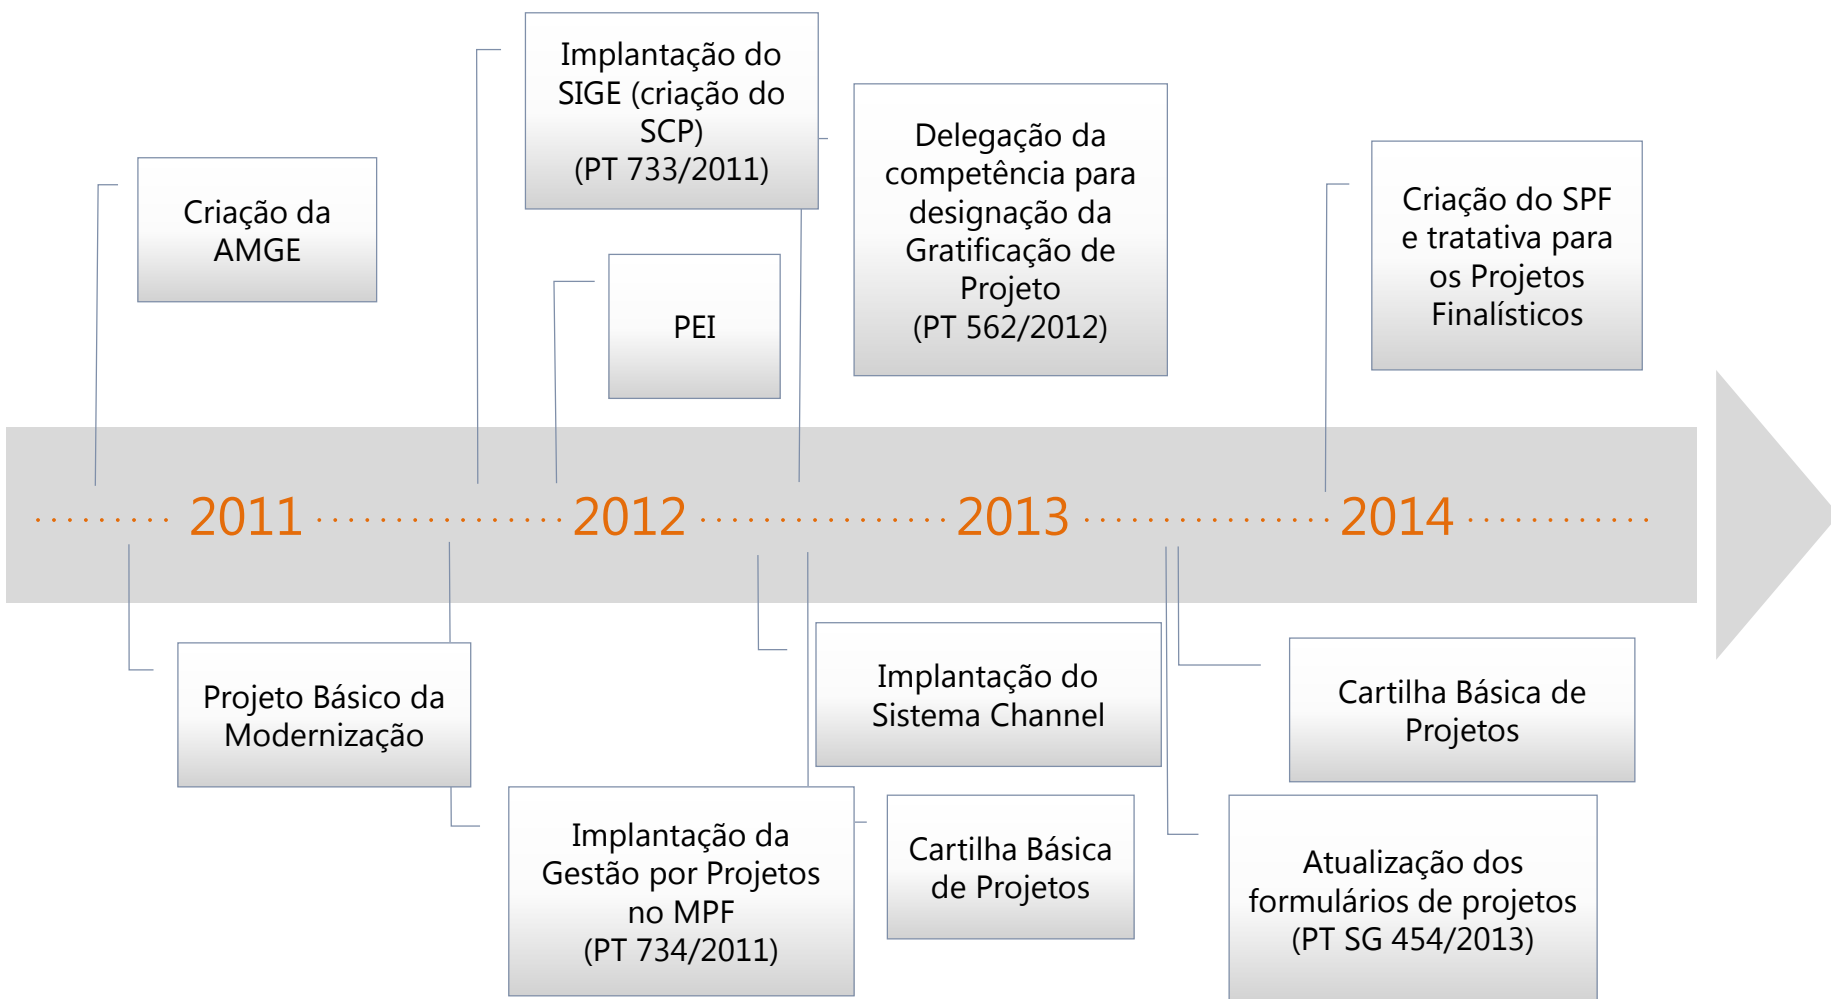 Implantação do
SIGE (criação do
SCP)
(PT 733/2011)
Delegação da
competência para
designação da
Gratificação de
Projeto
(PT 562/2012)
Criação do SPF
e tratativa para
os Projetos
Finalísticos
Criação da
AMGE
PEI
2011
2012
2013
2014
Projeto Básico da
Modernização
Implantação do
Sistema Channel
Cartilha Básica de
Projetos
Implantação da
Gestão por Projetos
no MPF
(PT 734/2011)
Cartilha Básica
de Projetos
Atualização dos
formulários de projetos
(PT SG 454/2013)